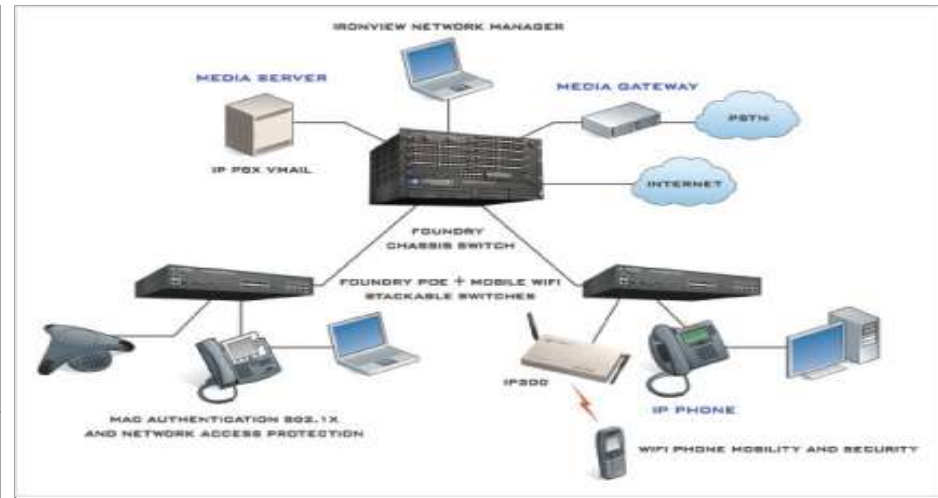 IRONVIEW NETWORK MANAGER
MEDIA SERVER
MEDIA GATEWAY
PSTN
IP PBX VMAIL
INTERNET
FOUNDRY
CHASSIS SWITCH
FOUNDRY POE + MOBILE WIFI
STACKABLE SWITCHES
IP200
MAC AUTHENTICATION 802.1X
AND NETWORK ACCESS PROTECTION
IP PHONE
WIFI PHONE MOBILITY AND SECURITY